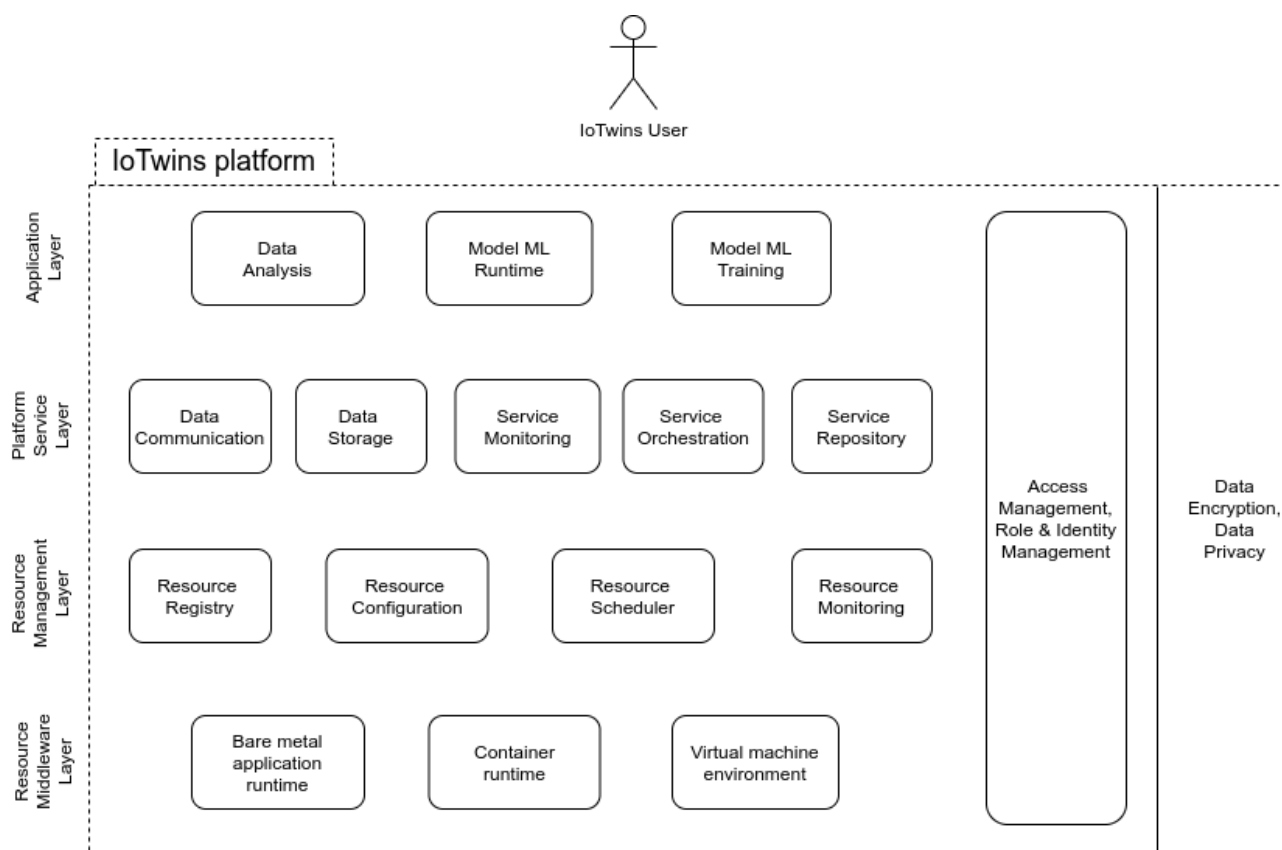 IoTwins User
IoTwins platform
Application
Layer
Data
Analysis
Model ML
Runtime
Model ML
Training
Platform
Service
Layer
Data
Communication
Data
Storage
Service
Monitoring
Service
Orchestration
Service
Repository
Access
Management,
Role & Identity
Management
Data
Encryption,
Data
Privacy
Resource
Management
Layer
Resource
Registry
Resource
Configuration
Resource
Scheduler
Resource
Monitoring
Resource
Middleware
Layer
Bare metal
application
runtime
Container
runtime
Virtual machine
environment